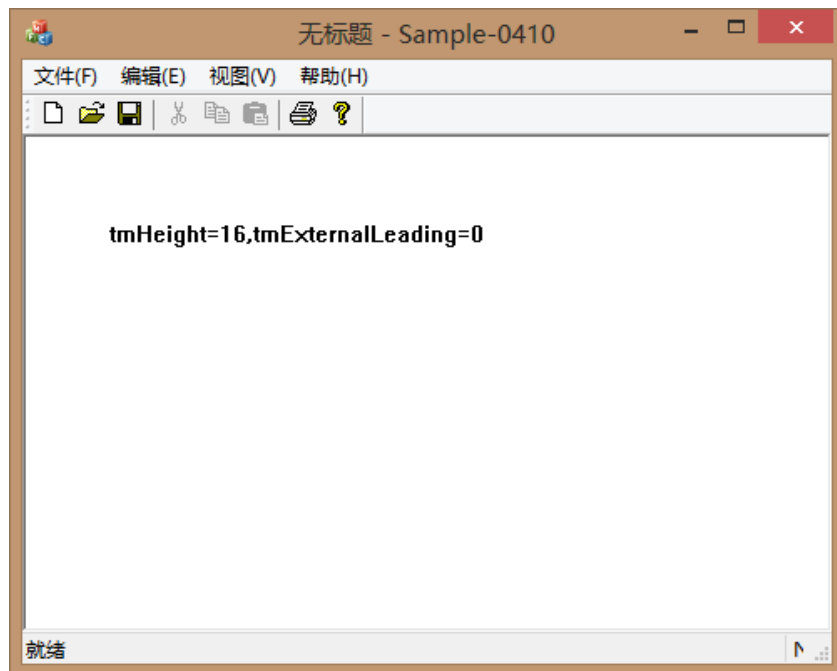 无标题 - Sample-0410
文件(F) 编辑(E) 视图(V) 帮助(H)
tmHeight=16,tmExternalLeading=0
就绪